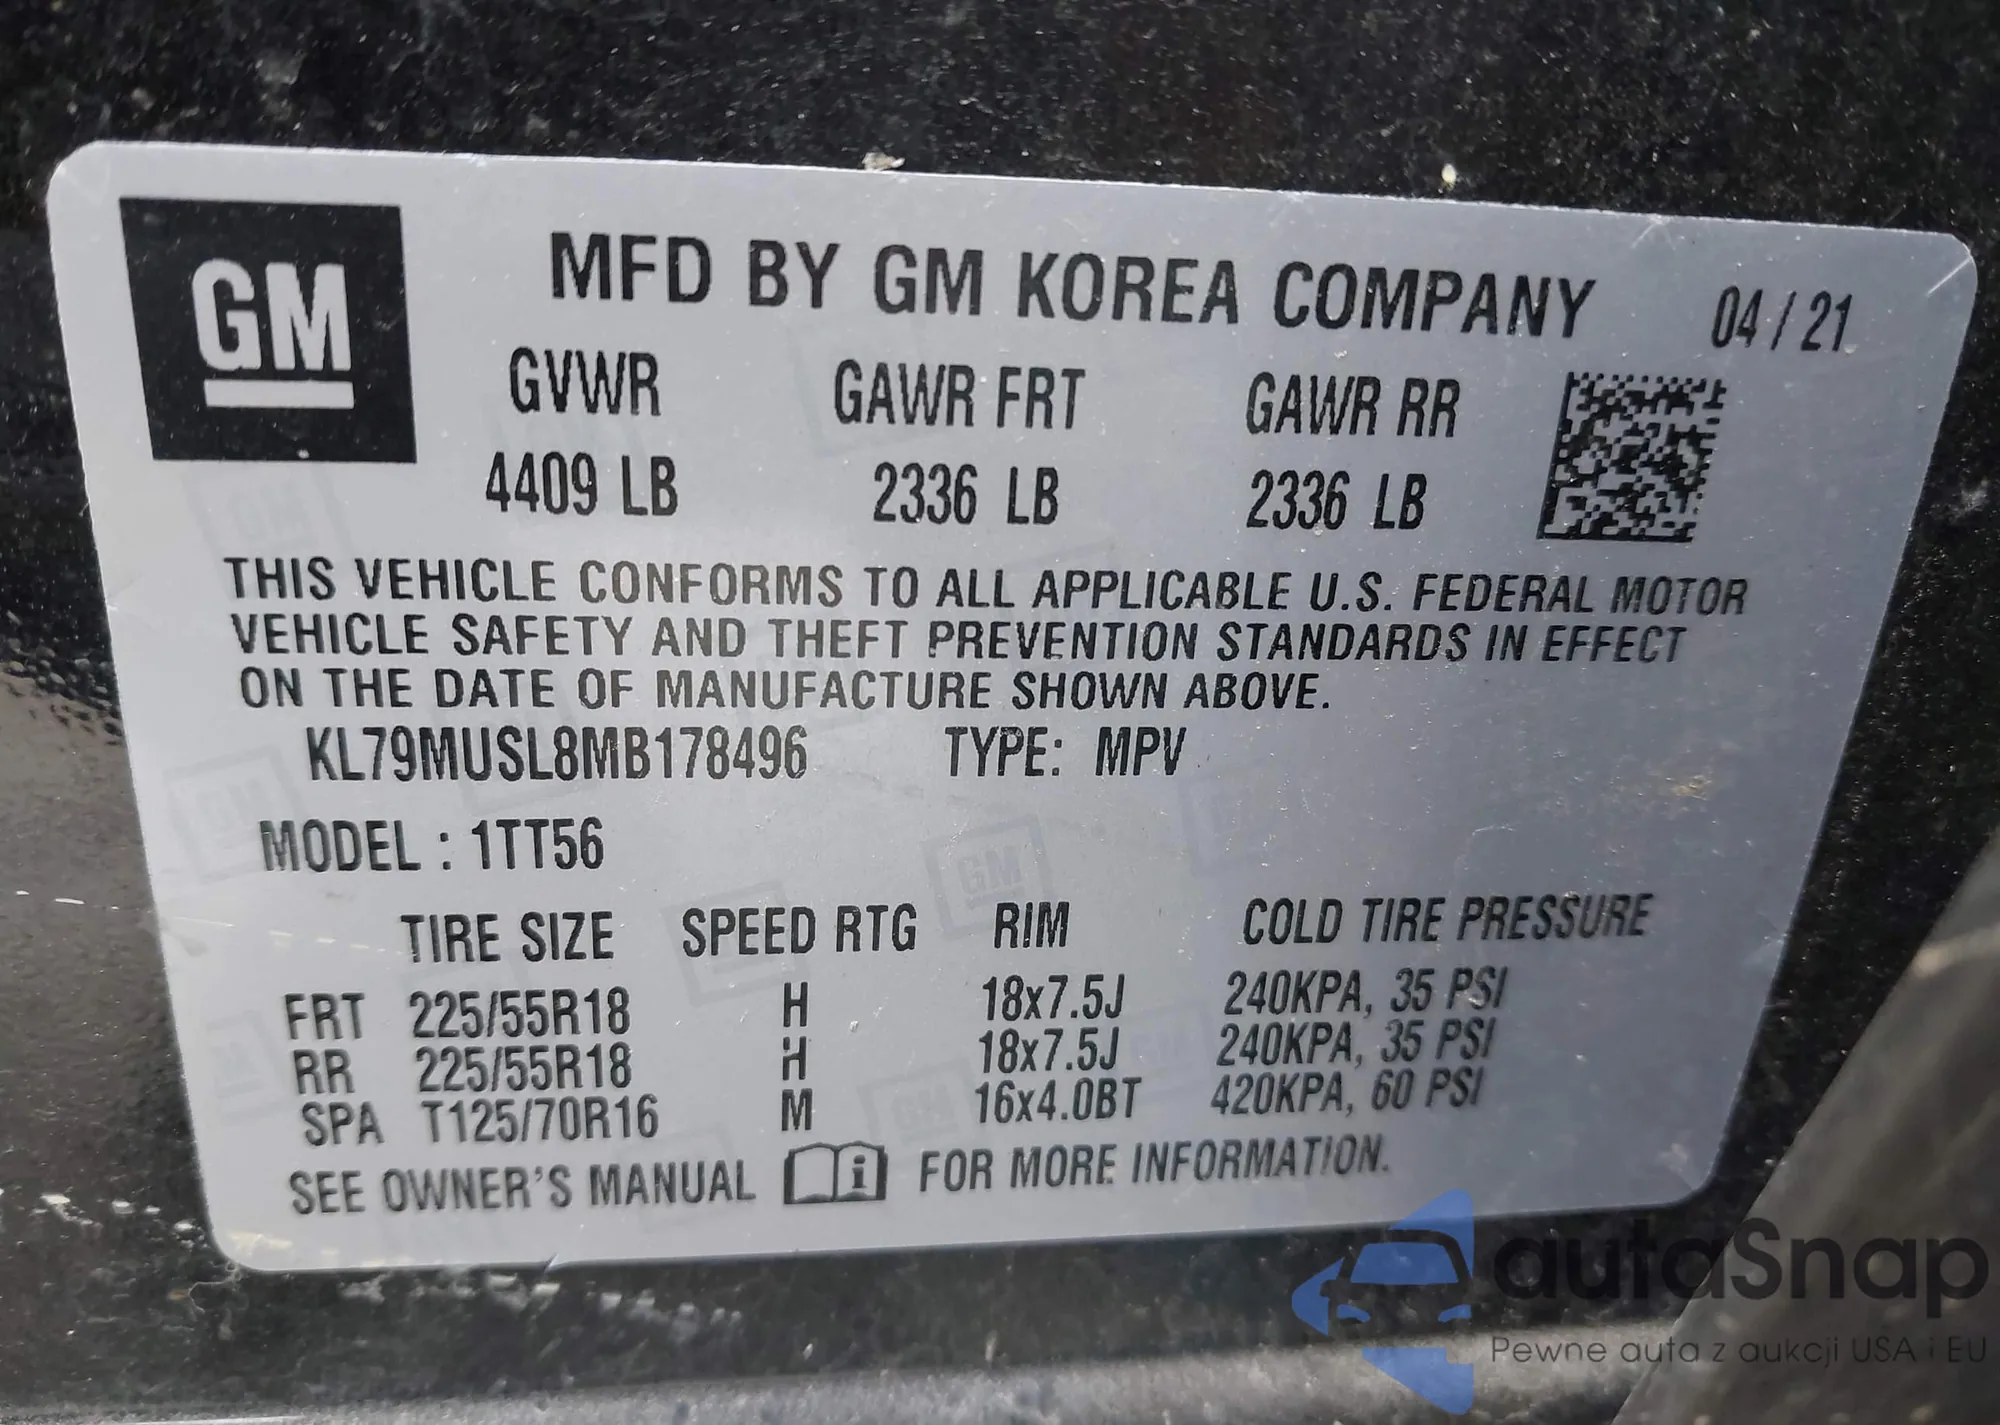 GM
MFD BY GM KOREA COMPANY 04 / 21
GVWR GAWR FRT GAWR RR
4409 LB 2336 LB 2336 LB
THIS VEHICLE CONFORMS TO ALL APPLICABLE U.S. FEDERAL MOTOR
VEHICLE SAFETY AND THEFT PREVENTION STANDARDS IN EFFECT
ON THE DATE OF MANUFACTURE SHOWN ABOVE.
KL79MUSL8MB178496 TYPE: MPV
MODEL : 1TT56
TIRE SIZE SPEED RTG RIM COLD TIRE PRESSURE
FRT 225/55R18 H 18x7.5J 240KPA, 35 PSI
RR 225/55R18 H 18x7.5J 240KPA, 35 PSI
SPA T125/70R16 M 16x4.0BT 420KPA, 60 PSI
SEE OWNER'S MANUAL i FOR MORE INFORMATION.
autaSnap
Pewne auta z aukcji USA i EU